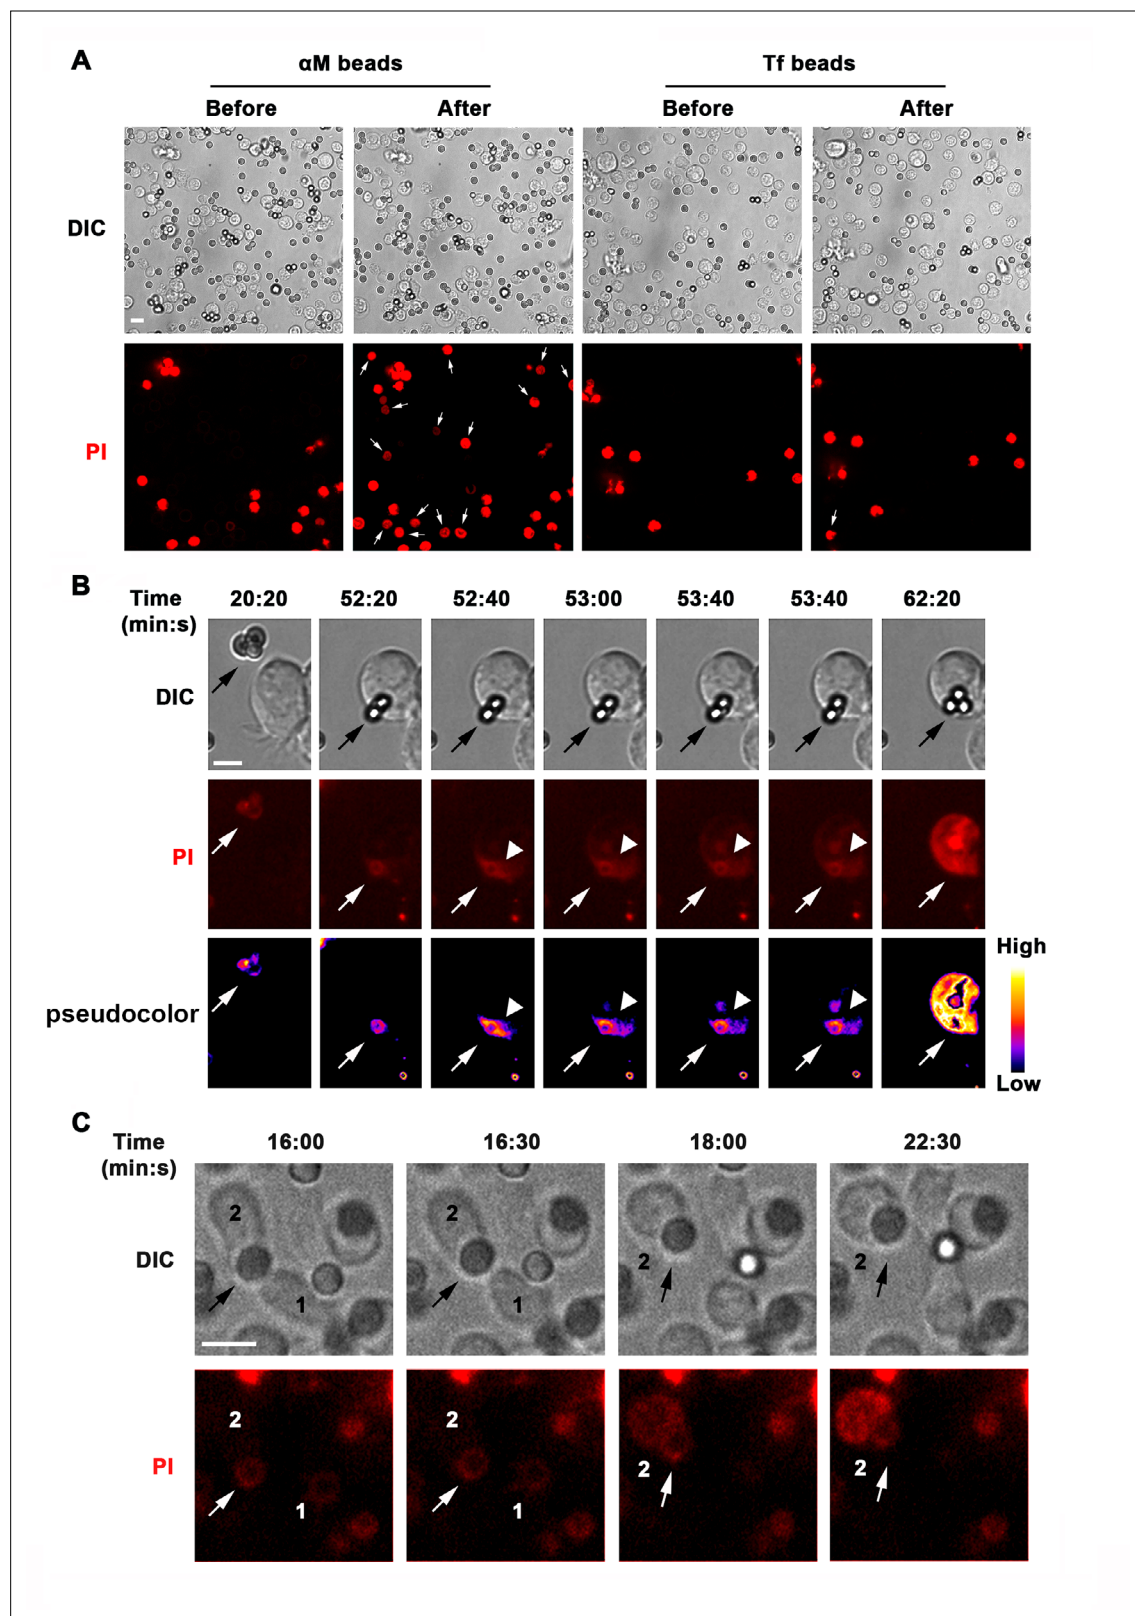 A
αM beads
Tf beads
Before
After
Before
After
DIC
PI
B
Time
(min:s)
20:20
52:20
52:40
53:00
53:40
53:40
62:20
DIC
PI
pseudocolor
High
Low
C
Time
(min:s)
16:00
16:30
18:00
22:30
DIC
2
1
2
1
2
2
PI
2
1
2
1
2
2